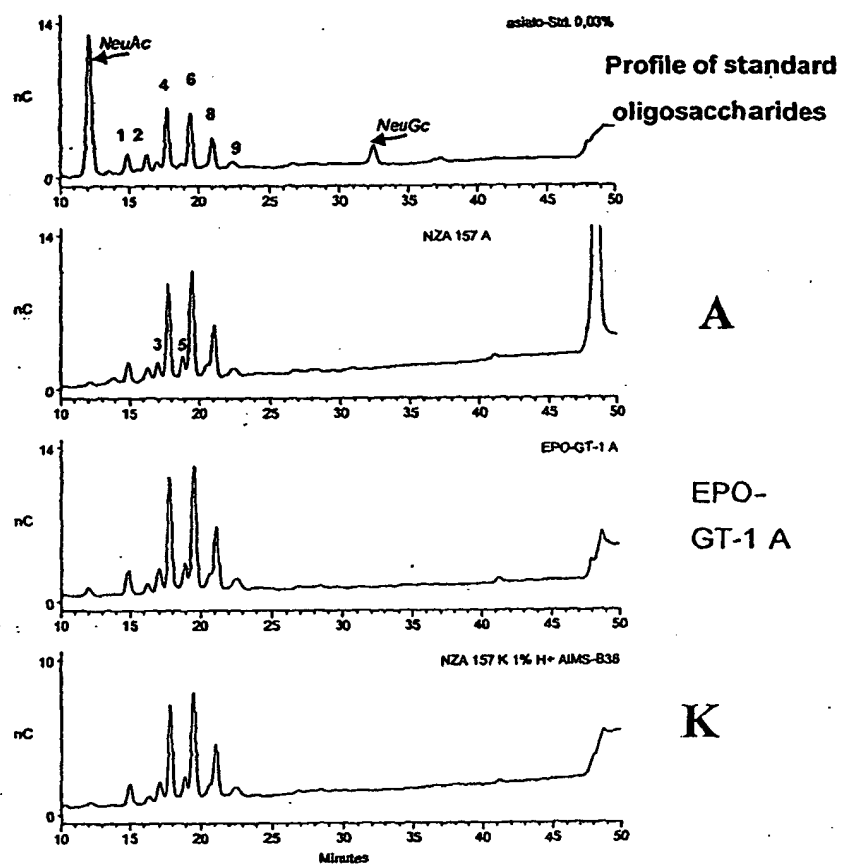 14
nC
0
NeuAc
1 2 4 6 8 9
NeuGc
asialo-Std. 0,03%
Profile of standard
oligosaccharides
10 15 20 25 30 35 40 45 50
14
nC
0
NZA 157 A
3 5
A
10 15 20 25 30 35 40 45 50
14
nC
0
EPO-GT-1 A
EPO-
GT-1 A
10 15 20 25 30 35 40 45 50
10
nC
0
NZA 157 K 1% H+ AIMS-B38
K
10 15 20 25 30 35 40 45 50
Minutes